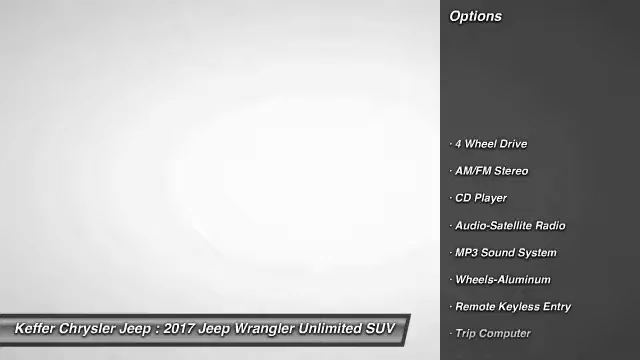 Options
· 4 Wheel Drive
· AM/FM Stereo
· CD Player
· Audio-Satellite Radio
· MP3 Sound System
· Wheels-Aluminum
· Remote Keyless Entry
· Trip Computer
Keffer Chrysler Jeep : 2017 Jeep Wrangler Unlimited SUV